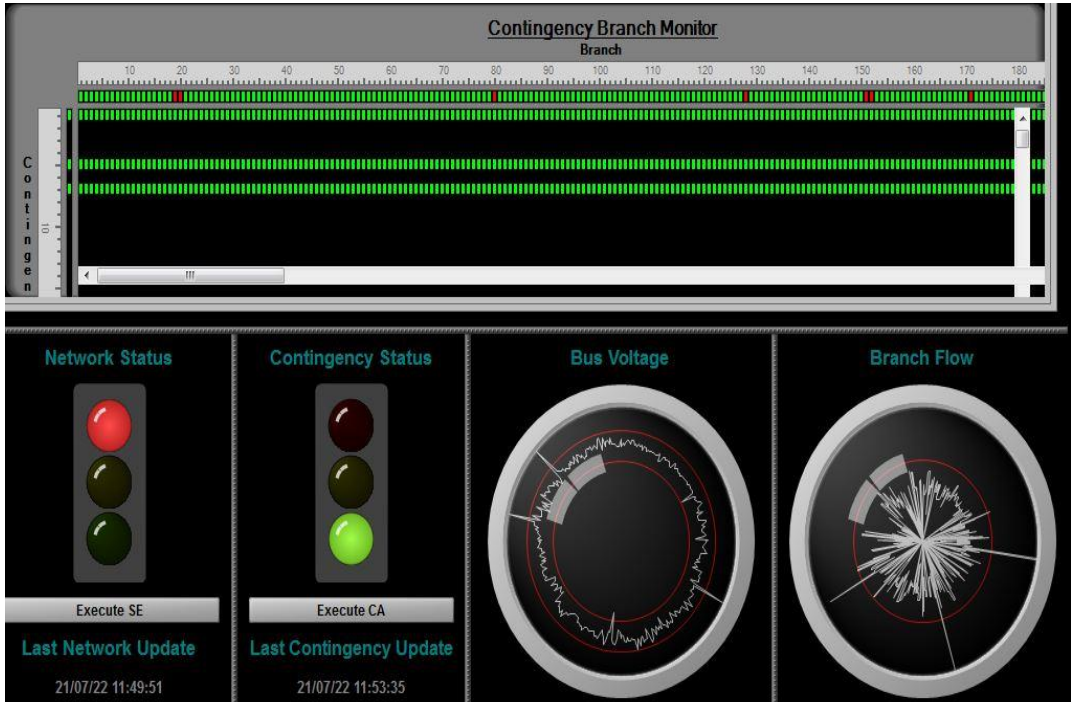 Contingency Branch Monitor
Branch
10 20 30 40 50 60 70 80 90 100 110 120 130 140 150 160 170 180
Contingen
10
Network Status
Contingency Status
Bus Voltage
Branch Flow
Execute SE
Execute CA
Last Network Update
Last Contingency Update
21/07/22 11:49:51
21/07/22 11:53:35